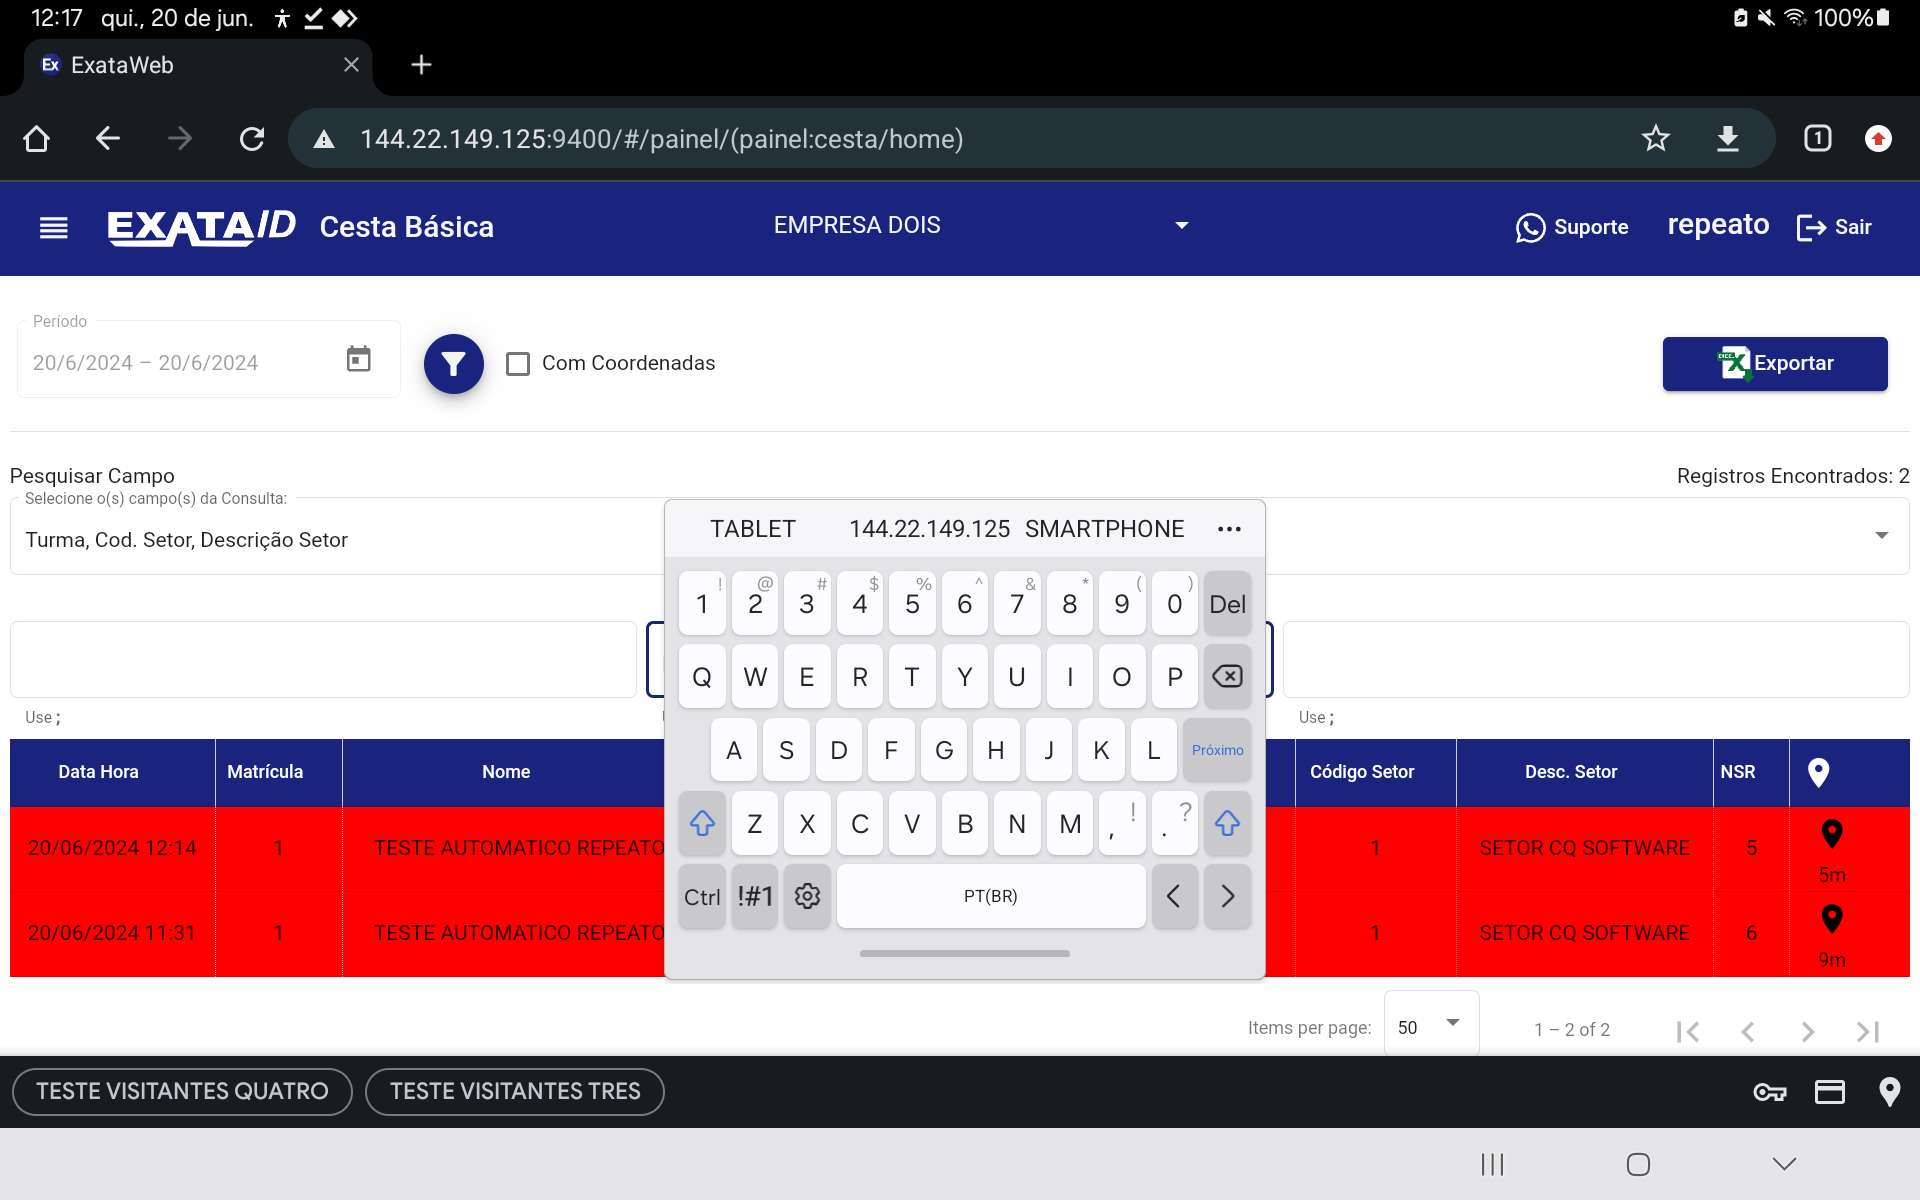 12:17 qui., 20 de jun. 100%
Ex ExataWeb
144.22.149.125:9400/#/painel/(painel:cesta/home) 1
EXATA ID Cesta Básica EMPRESA DOIS Suporte repeato Sair
Período
20/6/2024 – 20/6/2024 Com Coordenadas Exportar
Pesquisar Campo Registros Encontrados: 2
Selecione o(s) campo(s) da Consulta:
Turma, Cod. Setor, Descrição Setor
TABLET 144.22.149.125 SMARTPHONE ...
! @ # $ % ^ & * ( )
1 2 3 4 5 6 7 8 9 0 Del
Q W E R T Y U I O P
A S D F G H J K L Próximo
Z X C V B N M , ! . ?
Ctrl !#1 PT(BR) < >
Use ; Use ;
Data Hora Matrícula Nome Código Setor Desc. Setor NSR
20/06/2024 12:14 1 TESTE AUTOMATICO REPEATO 1 SETOR CQ SOFTWARE 5 5m
20/06/2024 11:31 1 TESTE AUTOMATICO REPEATO 1 SETOR CQ SOFTWARE 6 9m
Items per page: 50 1 – 2 of 2
TESTE VISITANTES QUATRO TESTE VISITANTES TRES